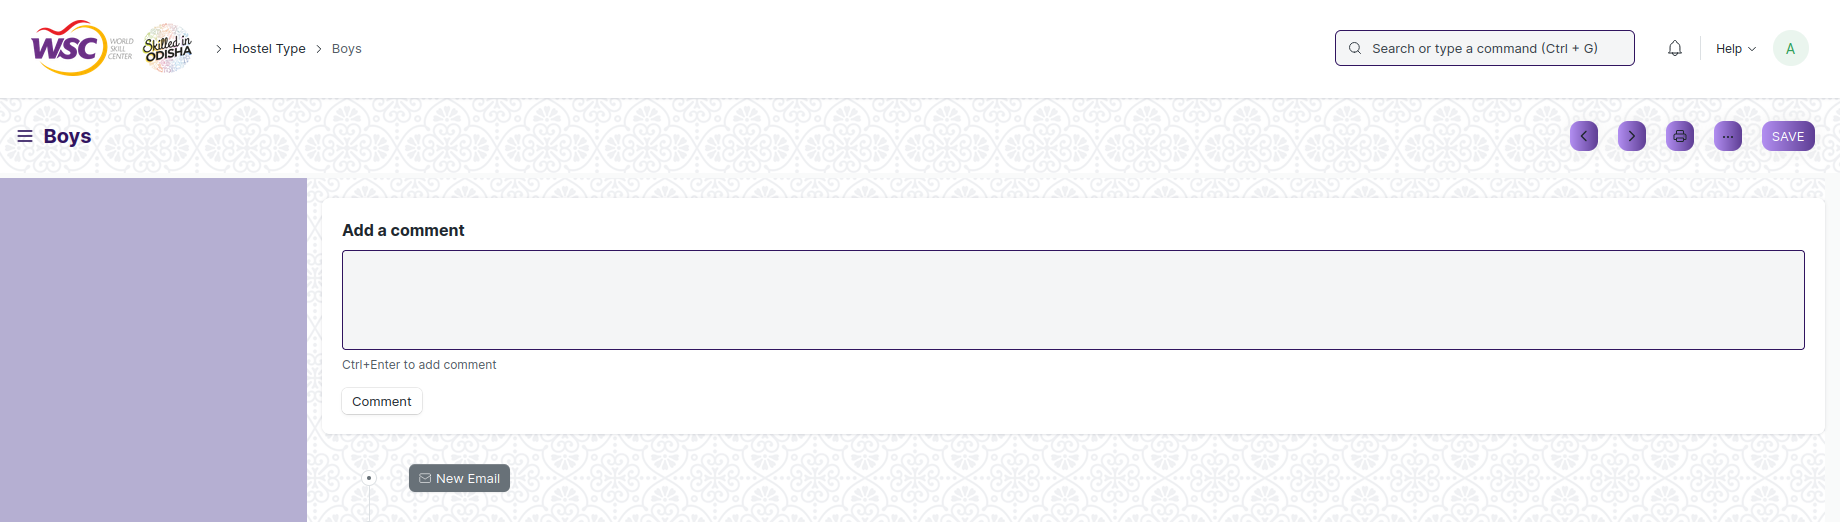 WSC WORLD
SKILL
CENTER
Skilled in
ODISHA
Hostel Type
Boys
Search or type a command (Ctrl + G)
Help
A
Boys
SAVE
Add a comment
Ctrl+Enter to add comment
Comment
New Email